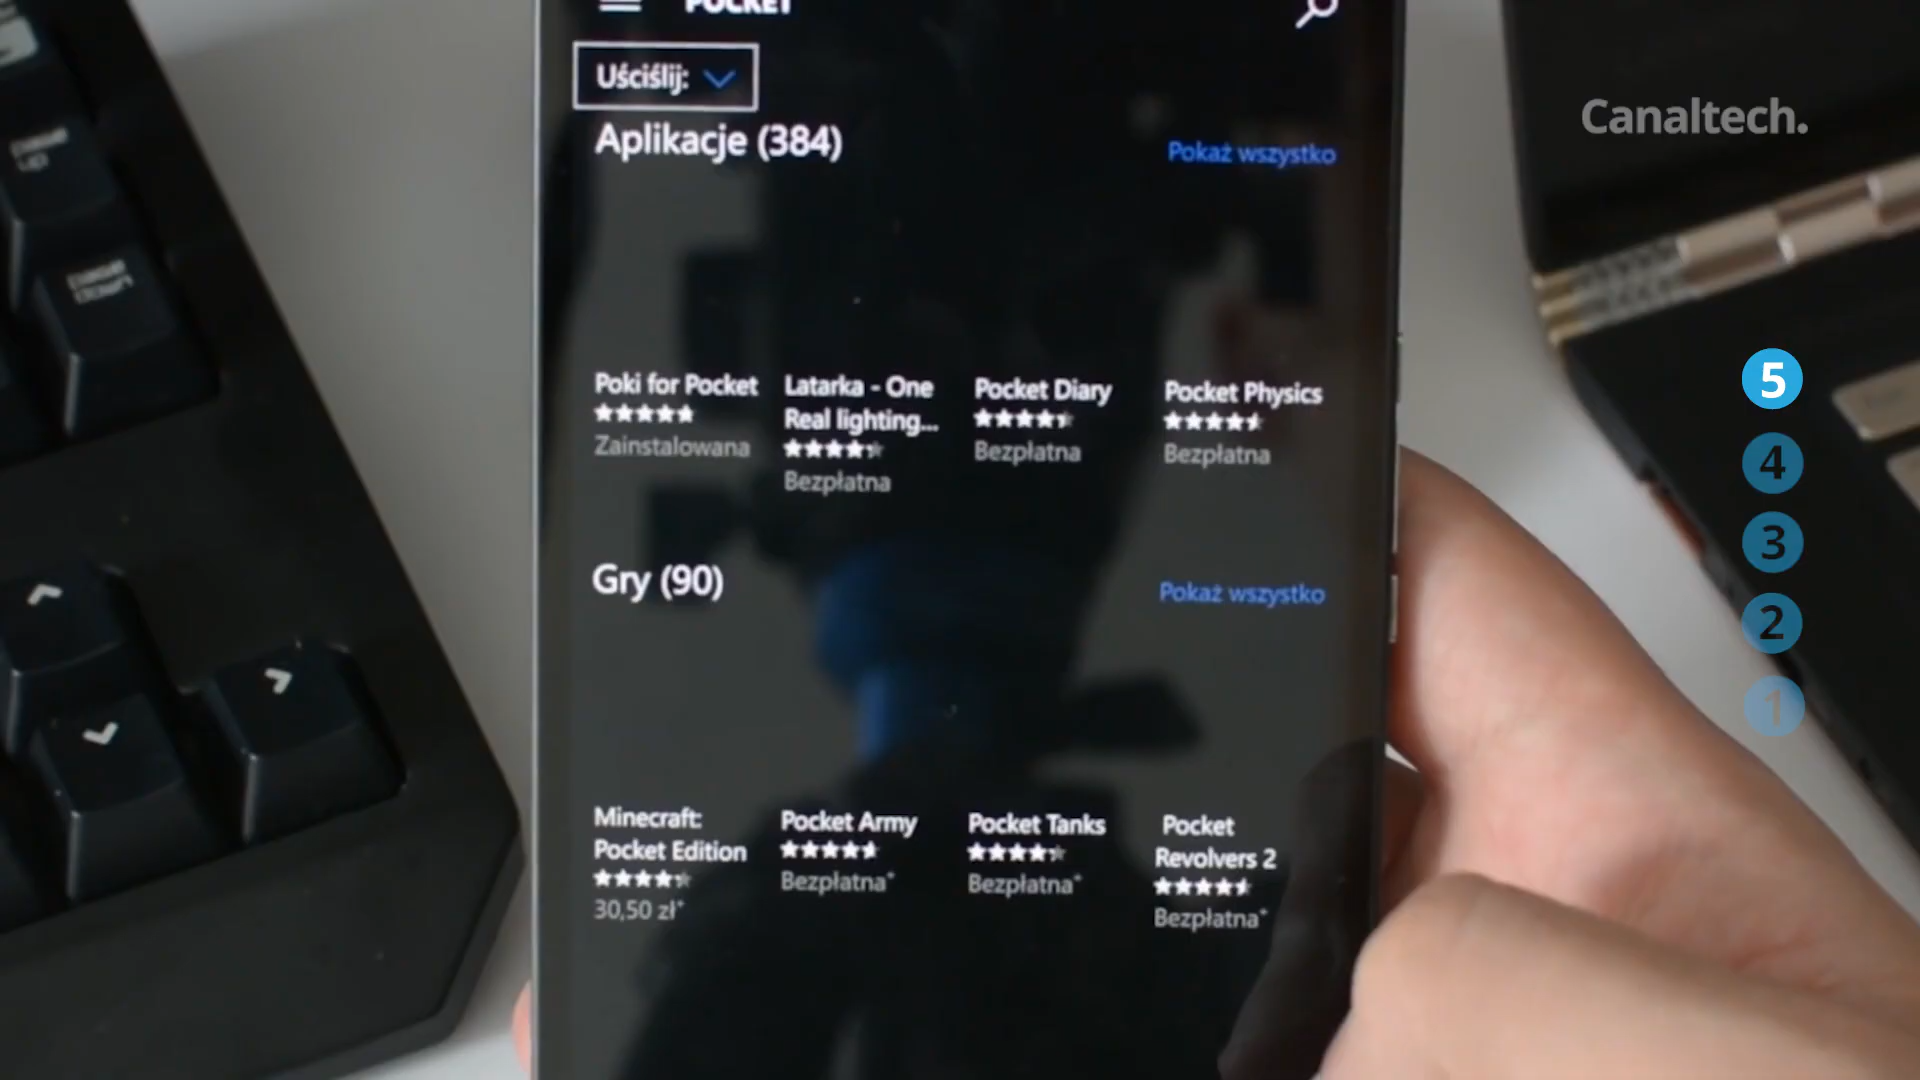 POCKET
Uściślij:
Aplikacje (384)
Pokaż wszystko
Poki for Pocket
Zainstalowana
Latarka - One
Real lighting...
Bezpłatna
Pocket Diary
Bezpłatna
Pocket Physics
Bezpłatna
Gry (90)
Pokaż wszystko
Minecraft:
Pocket Edition
30,50 zł*
Pocket Army
Bezpłatna*
Pocket Tanks
Bezpłatna*
Pocket
Revolvers 2
Bezpłatna*
Canaltech.
5
4
3
2
1